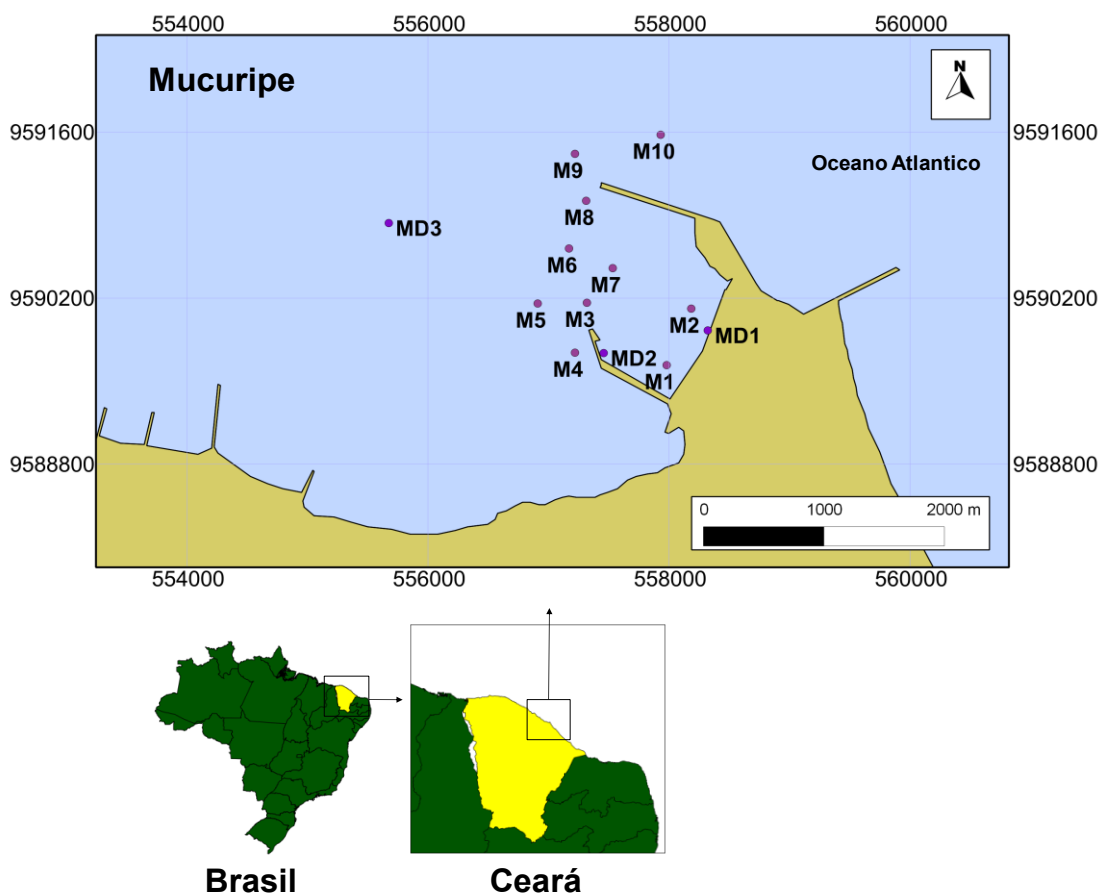 554000 556000 558000 560000
Mucuripe
N
9591600 9591600
M10
Oceano Atlantico
M9
M8
MD3
M6
M7
9590200 9590200
M5 M3 M2
MD1
MD2
M4 M1
9588800 9588800
0 1000 2000 m
554000 556000 558000 560000
Brasil Ceará